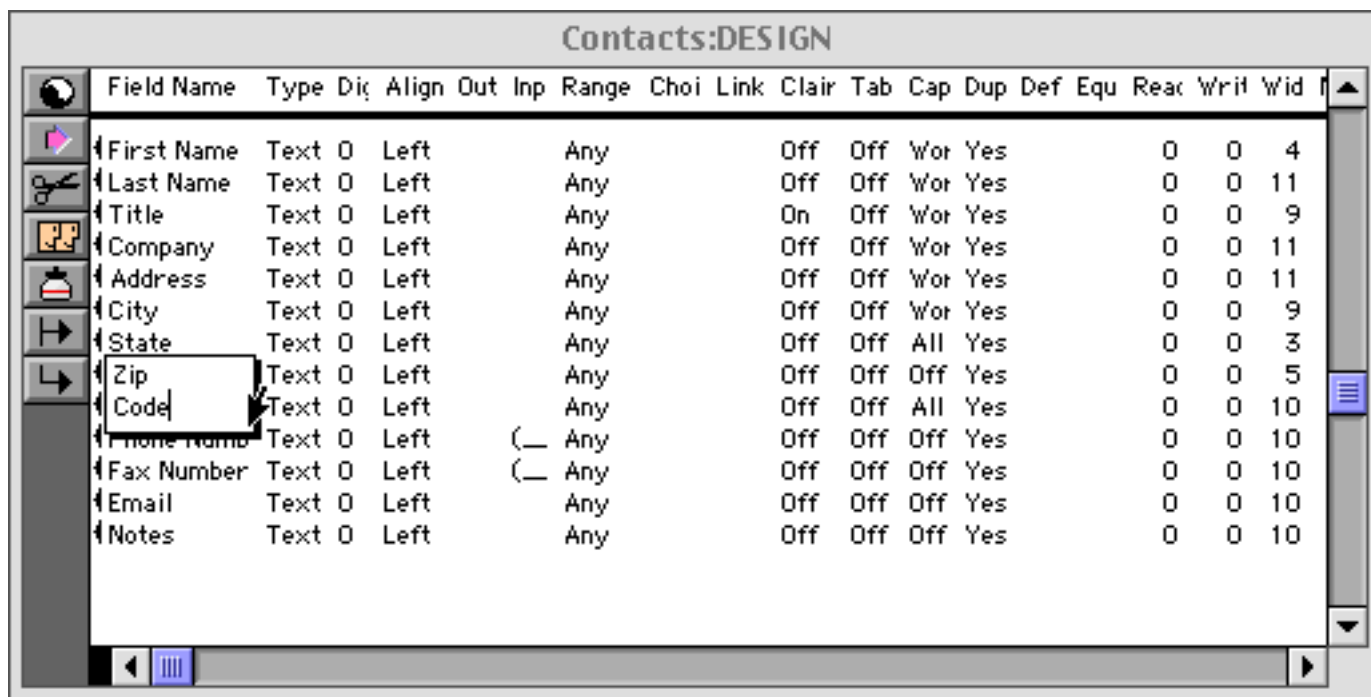 Contacts:DESIGN
Field Name Type Dig Align Out Inp Range Choi Link Clair Tab Cap Dup Def Equ Read Writ Wid
First Name Text 0 Left Any Off Off Wor Yes 0 0 4
Last Name Text 0 Left Any Off Off Wor Yes 0 0 11
Title Text 0 Left Any On Off Wor Yes 0 0 9
Company Text 0 Left Any Off Off Wor Yes 0 0 11
Address Text 0 Left Any Off Off Wor Yes 0 0 11
City Text 0 Left Any Off Off Wor Yes 0 0 9
State Text 0 Left Any Off Off All Yes 0 0 3
Zip Text 0 Left Any Off Off Off Yes 0 0 5
Code Text 0 Left Any Off Off All Yes 0 0 10
Phone Numb Text 0 Left (__ Any Off Off Off Yes 0 0 10
Fax Number Text 0 Left (__ Any Off Off Off Yes 0 0 10
Email Text 0 Left Any Off Off Off Yes 0 0 10
Notes Text 0 Left Any Off Off Off Yes 0 0 10